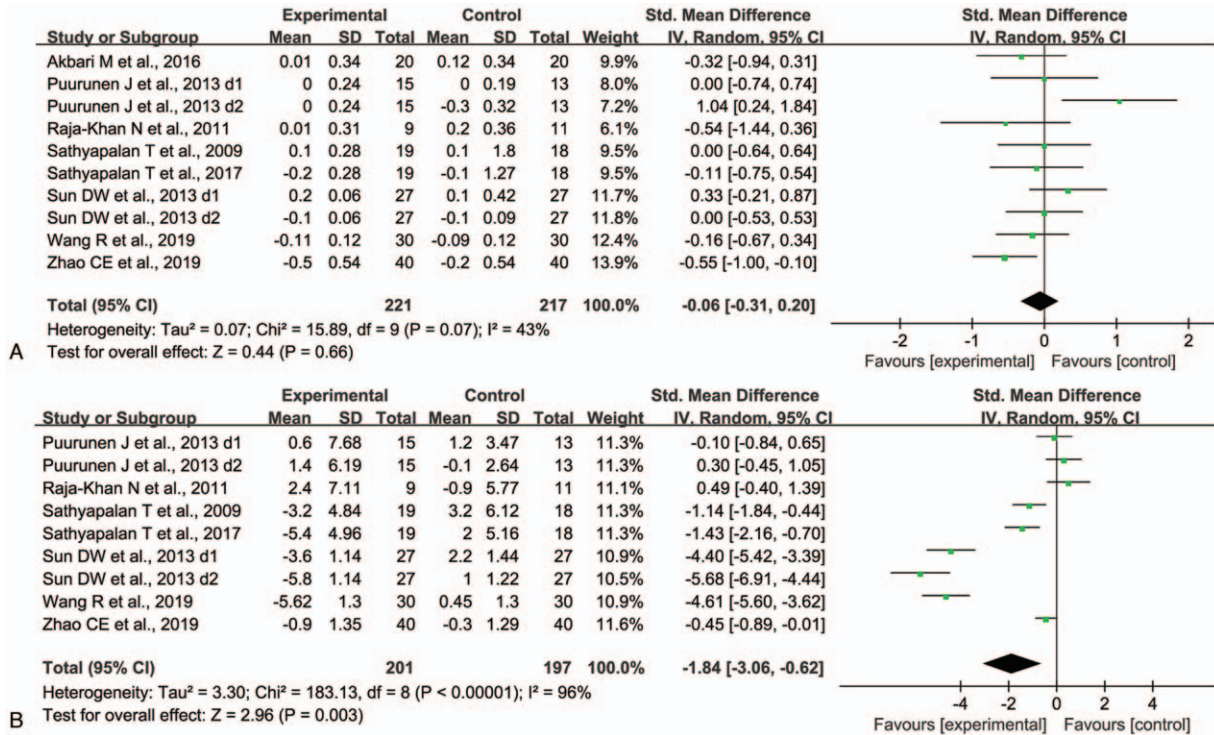 Experimental Control Std. Mean Difference Std. Mean Difference
Study or Subgroup Mean SD Total Mean SD Total Weight IV, Random, 95% CI IV, Random, 95% CI
Akbari M et al., 2016 0.01 0.34 20 0.12 0.34 20 9.9% -0.32 [-0.94, 0.31]
Puurunen J et al., 2013 d1 0 0.24 15 0 0.19 13 8.0% 0.00 [-0.74, 0.74]
Puurunen J et al., 2013 d2 0 0.24 15 -0.3 0.32 13 7.2% 1.04 [0.24, 1.84]
Raja-Khan N et al., 2011 0.01 0.31 9 0.2 0.36 11 6.1% -0.54 [-1.44, 0.36]
Sathyapalan T et al., 2009 0.1 0.28 19 0.1 1.8 18 9.5% 0.00 [-0.64, 0.64]
Sathyapalan T et al., 2017 -0.2 0.28 19 -0.1 1.27 18 9.5% -0.11 [-0.75, 0.54]
Sun DW et al., 2013 d1 0.2 0.06 27 0.1 0.42 27 11.7% 0.33 [-0.21, 0.87]
Sun DW et al., 2013 d2 -0.1 0.06 27 -0.1 0.09 27 11.8% 0.00 [-0.53, 0.53]
Wang R et al., 2019 -0.11 0.12 30 -0.09 0.12 30 12.4% -0.16 [-0.67, 0.34]
Zhao CE et al., 2019 -0.5 0.54 40 -0.2 0.54 40 13.9% -0.55 [-1.00, -0.10]
Total (95% CI) 221 217 100.0% -0.06 [-0.31, 0.20]
Heterogeneity: Tau² = 0.07; Chi² = 15.89, df = 9 (P = 0.07); I² = 43%
Test for overall effect: Z = 0.44 (P = 0.66)
-2 -1 0 1 2
Favours [experimental] Favours [control]
A
Experimental Control Std. Mean Difference Std. Mean Difference
Study or Subgroup Mean SD Total Mean SD Total Weight IV, Random, 95% CI IV, Random, 95% CI
Puurunen J et al., 2013 d1 0.6 7.68 15 1.2 3.47 13 11.3% -0.10 [-0.84, 0.65]
Puurunen J et al., 2013 d2 1.4 6.19 15 -0.1 2.64 13 11.3% 0.30 [-0.45, 1.05]
Raja-Khan N et al., 2011 2.4 7.11 9 -0.9 5.77 11 11.1% 0.49 [-0.40, 1.39]
Sathyapalan T et al., 2009 -3.2 4.84 19 3.2 6.12 18 11.3% -1.14 [-1.84, -0.44]
Sathyapalan T et al., 2017 -5.4 4.96 19 2 5.16 18 11.3% -1.43 [-2.16, -0.70]
Sun DW et al., 2013 d1 -3.6 1.14 27 2.2 1.44 27 10.9% -4.40 [-5.42, -3.39]
Sun DW et al., 2013 d2 -5.8 1.14 27 1 1.22 27 10.5% -5.68 [-6.91, -4.44]
Wang R et al., 2019 -5.62 1.3 30 0.45 1.3 30 10.9% -4.61 [-5.60, -3.62]
Zhao CE et al., 2019 -0.9 1.35 40 -0.3 1.29 40 11.6% -0.45 [-0.89, -0.01]
Total (95% CI) 201 197 100.0% -1.84 [-3.06, -0.62]
Heterogeneity: Tau² = 3.30; Chi² = 183.13, df = 8 (P < 0.00001); I² = 96%
Test for overall effect: Z = 2.96 (P = 0.003)
-4 -2 0 2 4
Favours [experimental] Favours [control]
B